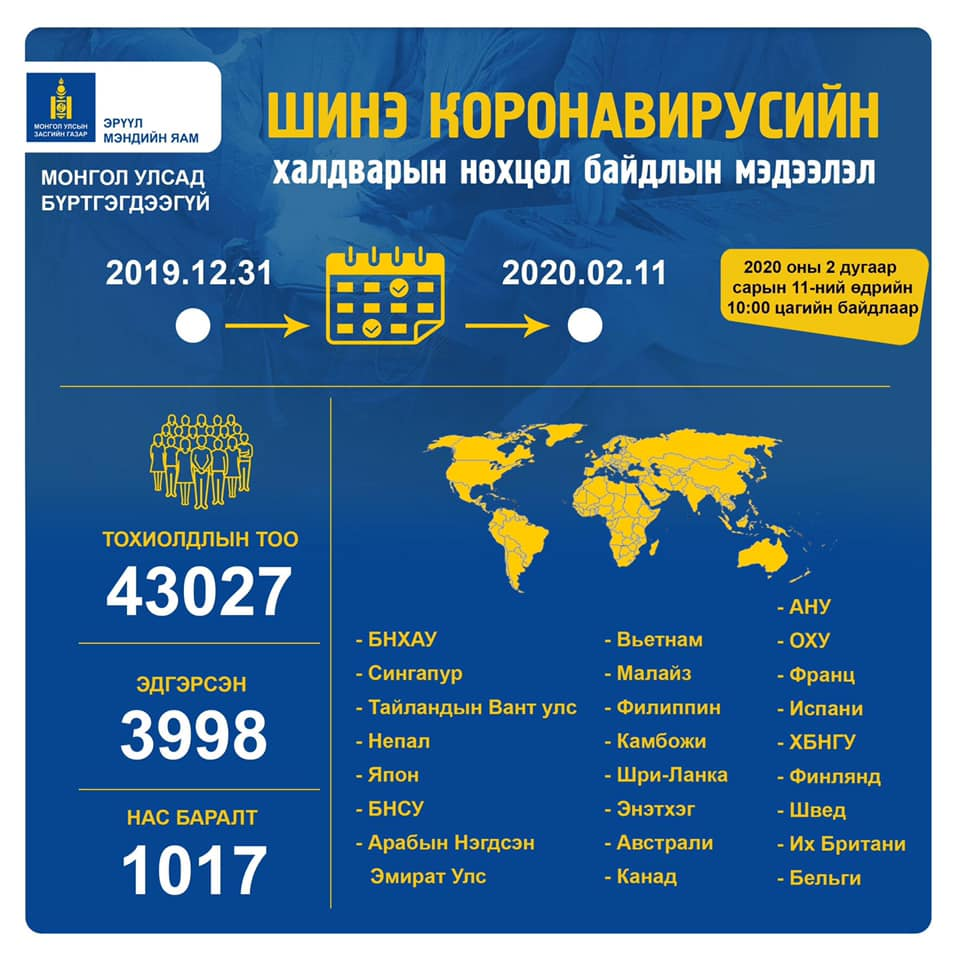 МОНГОЛ УЛСЫН
ЗАСГИЙН ГАЗАР
ЭРҮҮЛ
МЭНДИЙН ЯАМ
МОНГОЛ УЛСАД
БҮРТГЭГДЭЭГҮЙ
ШИНЭ КОРОНАВИРУСИЙН
халдварын нөхцөл байдлын мэдээлэл
2019.12.31
2020.02.11
2020 оны 2 дугаар
сарын 11-ний өдрийн
10:00 цагийн байдлаар
ТОХИОЛДЛЫН ТОО
43027
ЭДГЭРСЭН
3998
НАС БАРАЛТ
1017
- БНХАУ
- Сингапур
- Тайландын Вант улс
- Непал
- Япон
- БНСУ
- Арабын Нэгдсэн
Эмират Улс
- Вьетнам
- Малайз
- Филиппин
- Камбожи
- Шри-Ланка
- Энэтхэг
- Австрали
- Канад
- АНУ
- ОХУ
- Франц
- Испани
- ХБНГУ
- Финлянд
- Швед
- Их Британи
- Бельги